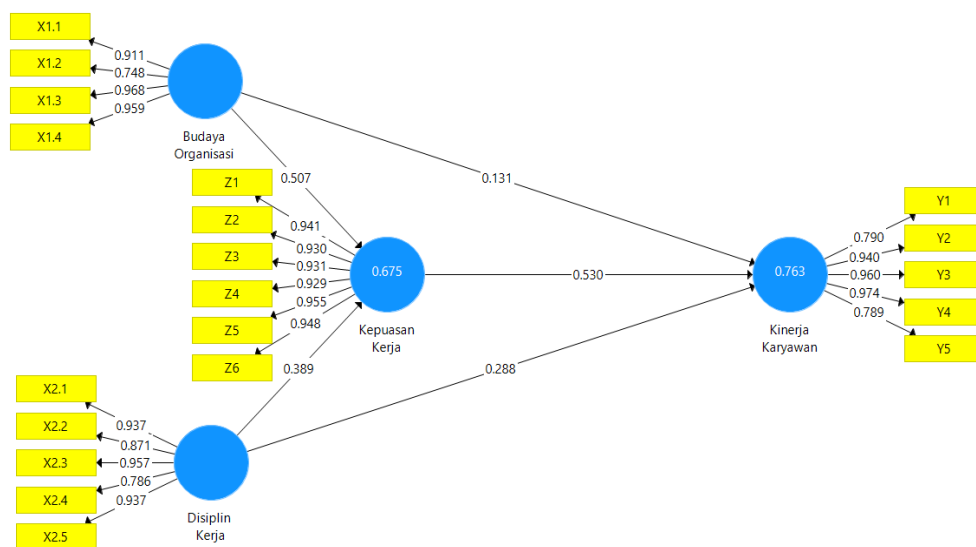 X1.1
X1.2
X1.3
X1.4
0.911
0.748
0.968
0.959
Budaya
Organisasi
0.507
0.131
Z1
Z2
Z3
Z4
Z5
Z6
0.941
0.930
0.931
0.929
0.955
0.948
0.675
Kepuasan
Kerja
0.530
0.763
Kinerja
Karyawan
0.790
0.940
0.960
0.974
0.789
Y1
Y2
Y3
Y4
Y5
0.389
0.288
X2.1
X2.2
X2.3
X2.4
X2.5
0.937
0.871
0.957
0.786
0.937
Disiplin
Kerja